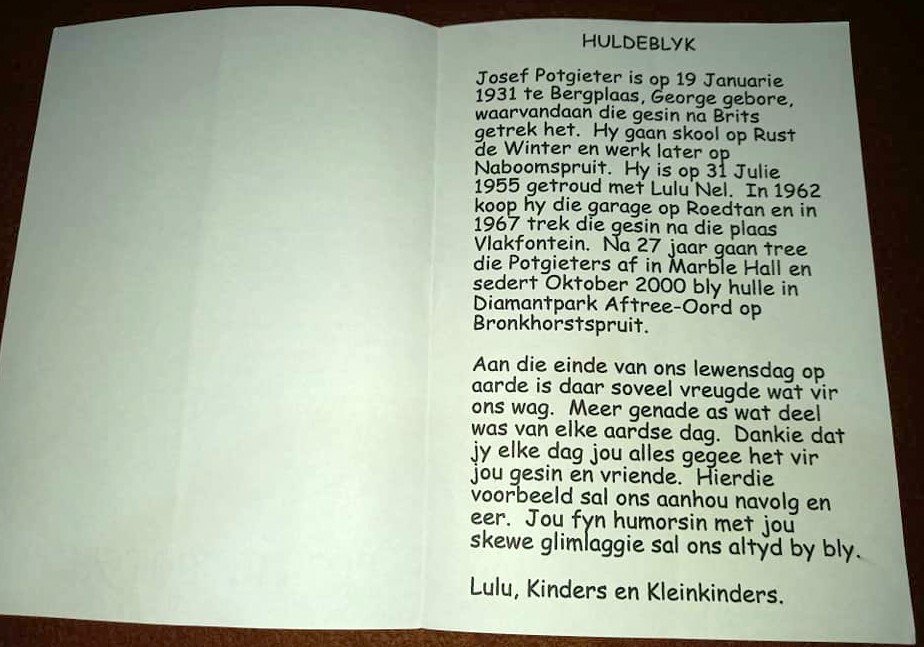 HULDEBLYK
Josef Potgieter is op 19 Januarie
1931 te Bergplaas, George gebore,
waarvandaan die gesin na Brits
getrek het. Hy gaan skool op Rust
de Winter en werk later op
Naboomspruit. Hy is op 31 Julie
1955 getroud met Lulu Nel. In 1962
koop hy die garage op Roedtan en in
1967 trek die gesin na die plaas
Vlakfontein. Na 27 jaar gaan tree
die Potgieters af in Marble Hall en
sedert Oktober 2000 bly hulle in
Diamantpark Aftree-Oord op
Bronkhorstspruit.
Aan die einde van ons lewensdag op
aarde is daar soveel vreugde wat vir
ons wag. Meer genade as wat deel
was van elke aardse dag. Dankie dat
jy elke dag jou alles gegee het vir
jou gesin en vriende. Hierdie
voorbeeld sal ons aanhou navolg en
eer. Jou fyn humorsin met jou
skewe glimlaggie sal ons altyd by bly.
Lulu, Kinders en Kleinkinders.